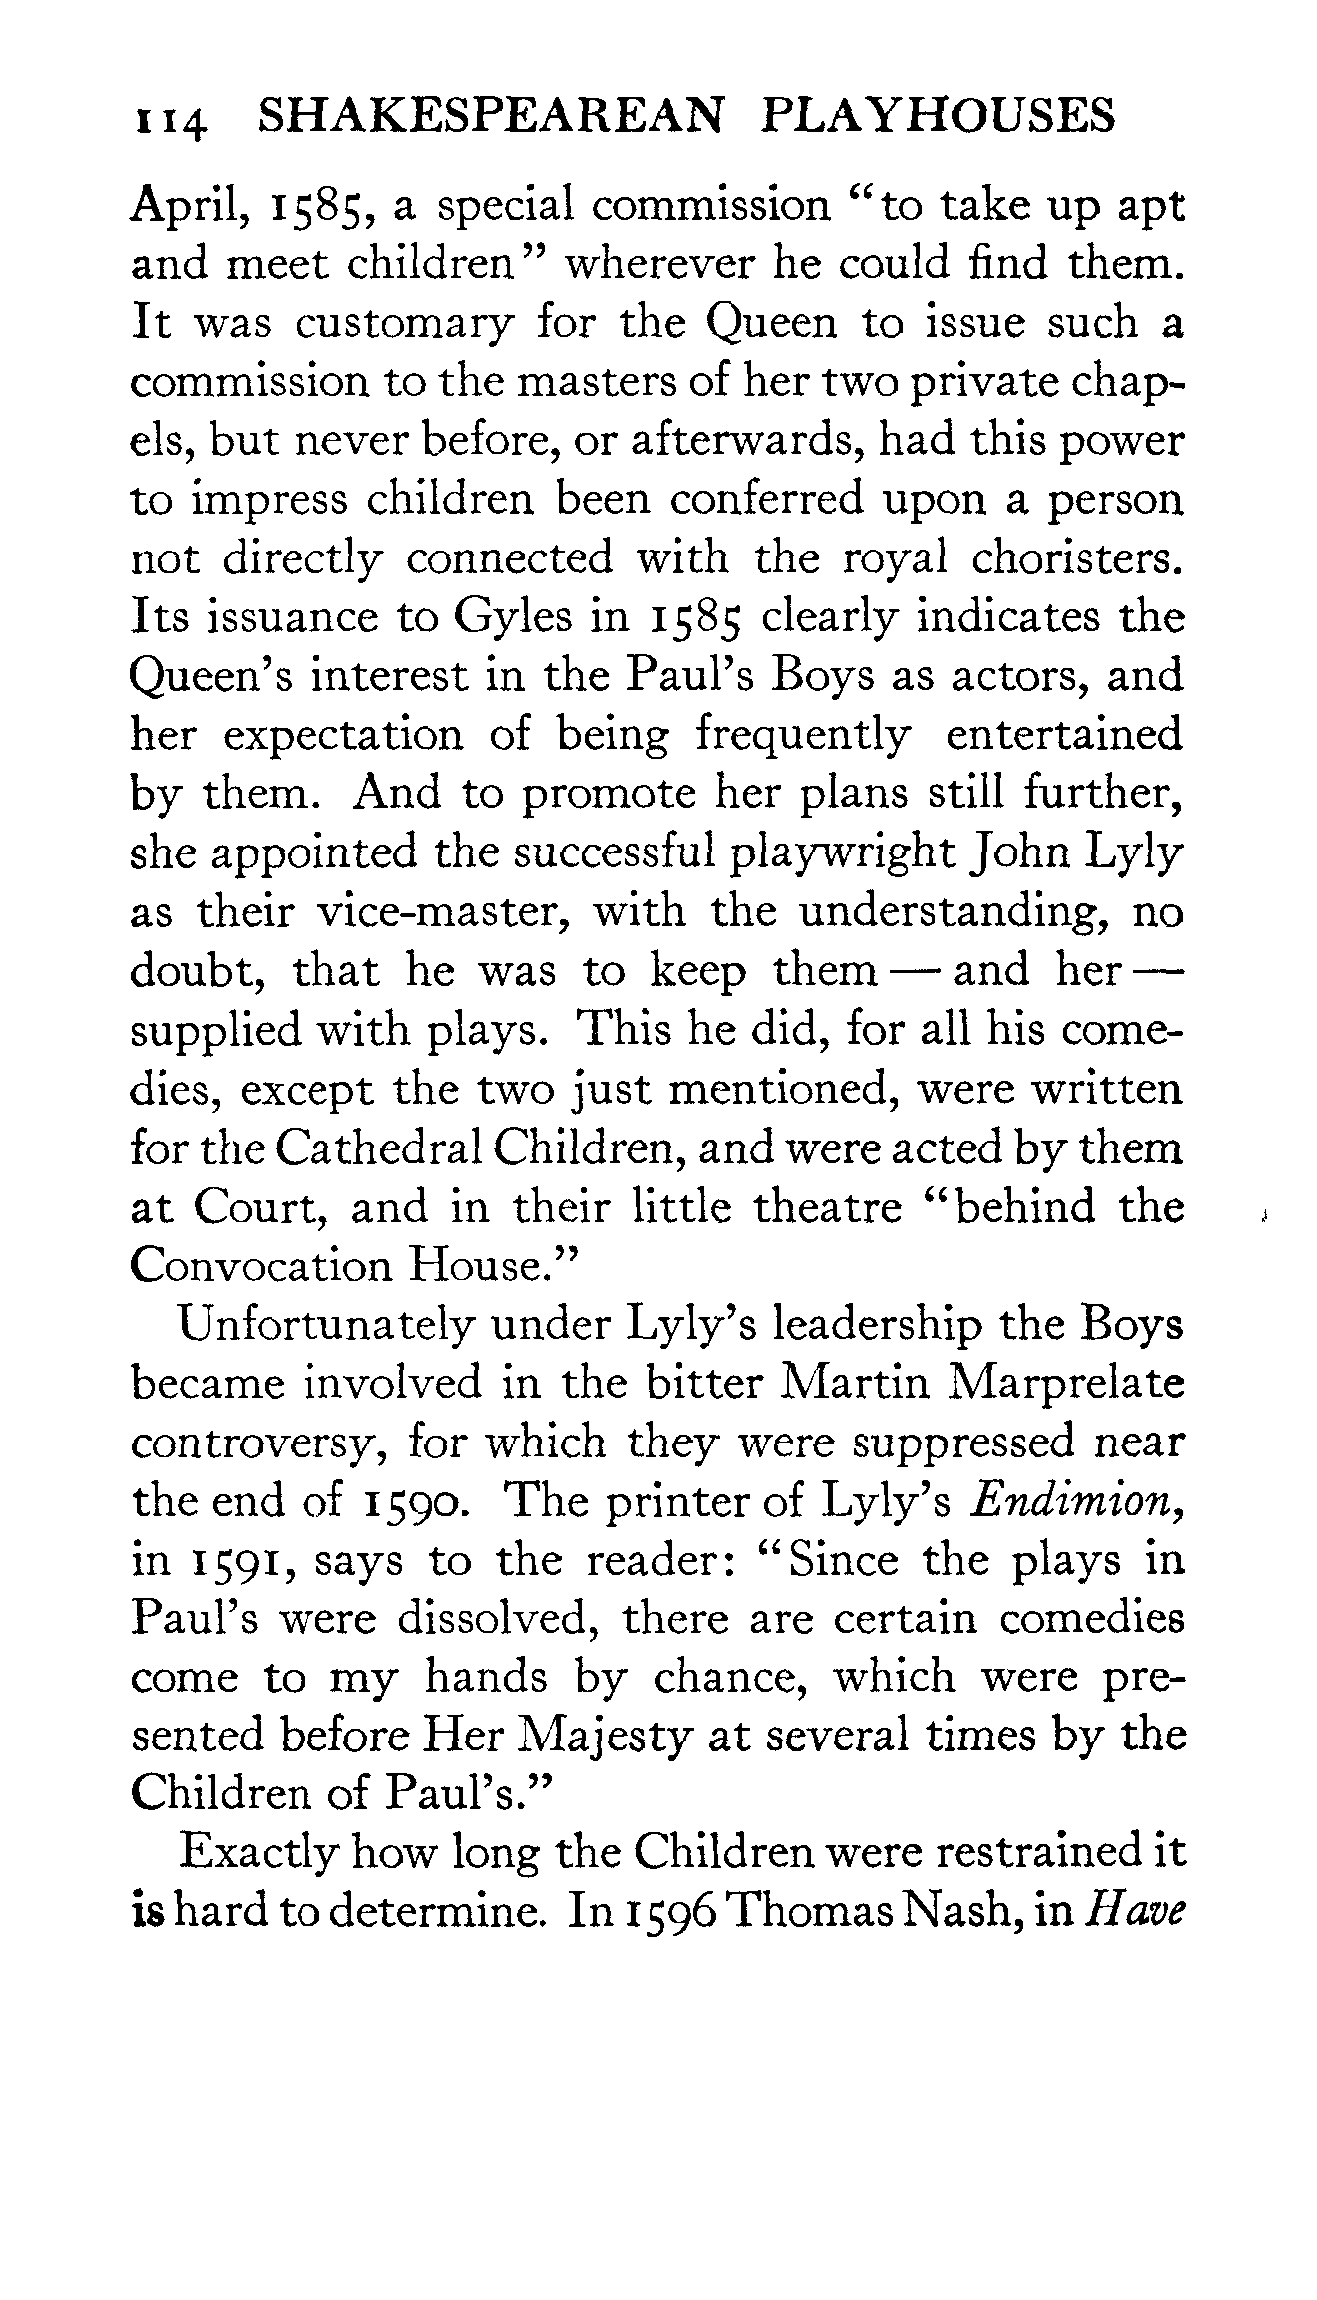 114 SHAKESPEAREAN PLAYHOUSES
April, 1585, a special commission “to take up apt
and meet children” wherever he could find them.
It was customary for the Queen to issue such a
commission to the masters of her two private chap-
els, but never before, or afterwards, had this power
to impress children been conferred upon a person
not directly connected with the royal choristers.
Its issuance to Gyles in 1585 clearly indicates the
Queen’s interest in the Paul’s Boys as actors, and
her expectation of being frequently entertained
by them. And to promote her plans still further,
she appointed the successful playwright John Lyly
as their vice-master, with the understanding, no
doubt, that he was to keep them — and her —
supplied with plays. This he did, for all his come-
dies, except the two just mentioned, were written
for the Cathedral Children, and were acted by them
at Court, and in their little theatre “behind the
Convocation House.”
Unfortunately under Lyly’s leadership the Boys
became involved in the bitter Martin Marprelate
controversy, for which they were suppressed near
the end of 1590. The printer of Lyly’s Endimion,
in 1591, says to the reader: “Since the plays in
Paul’s were dissolved, there are certain comedies
come to my hands by chance, which were pre-
sented before Her Majesty at several times by the
Children of Paul’s.”
Exactly how long the Children were restrained it
is hard to determine. In 1596 Thomas Nash, in Have